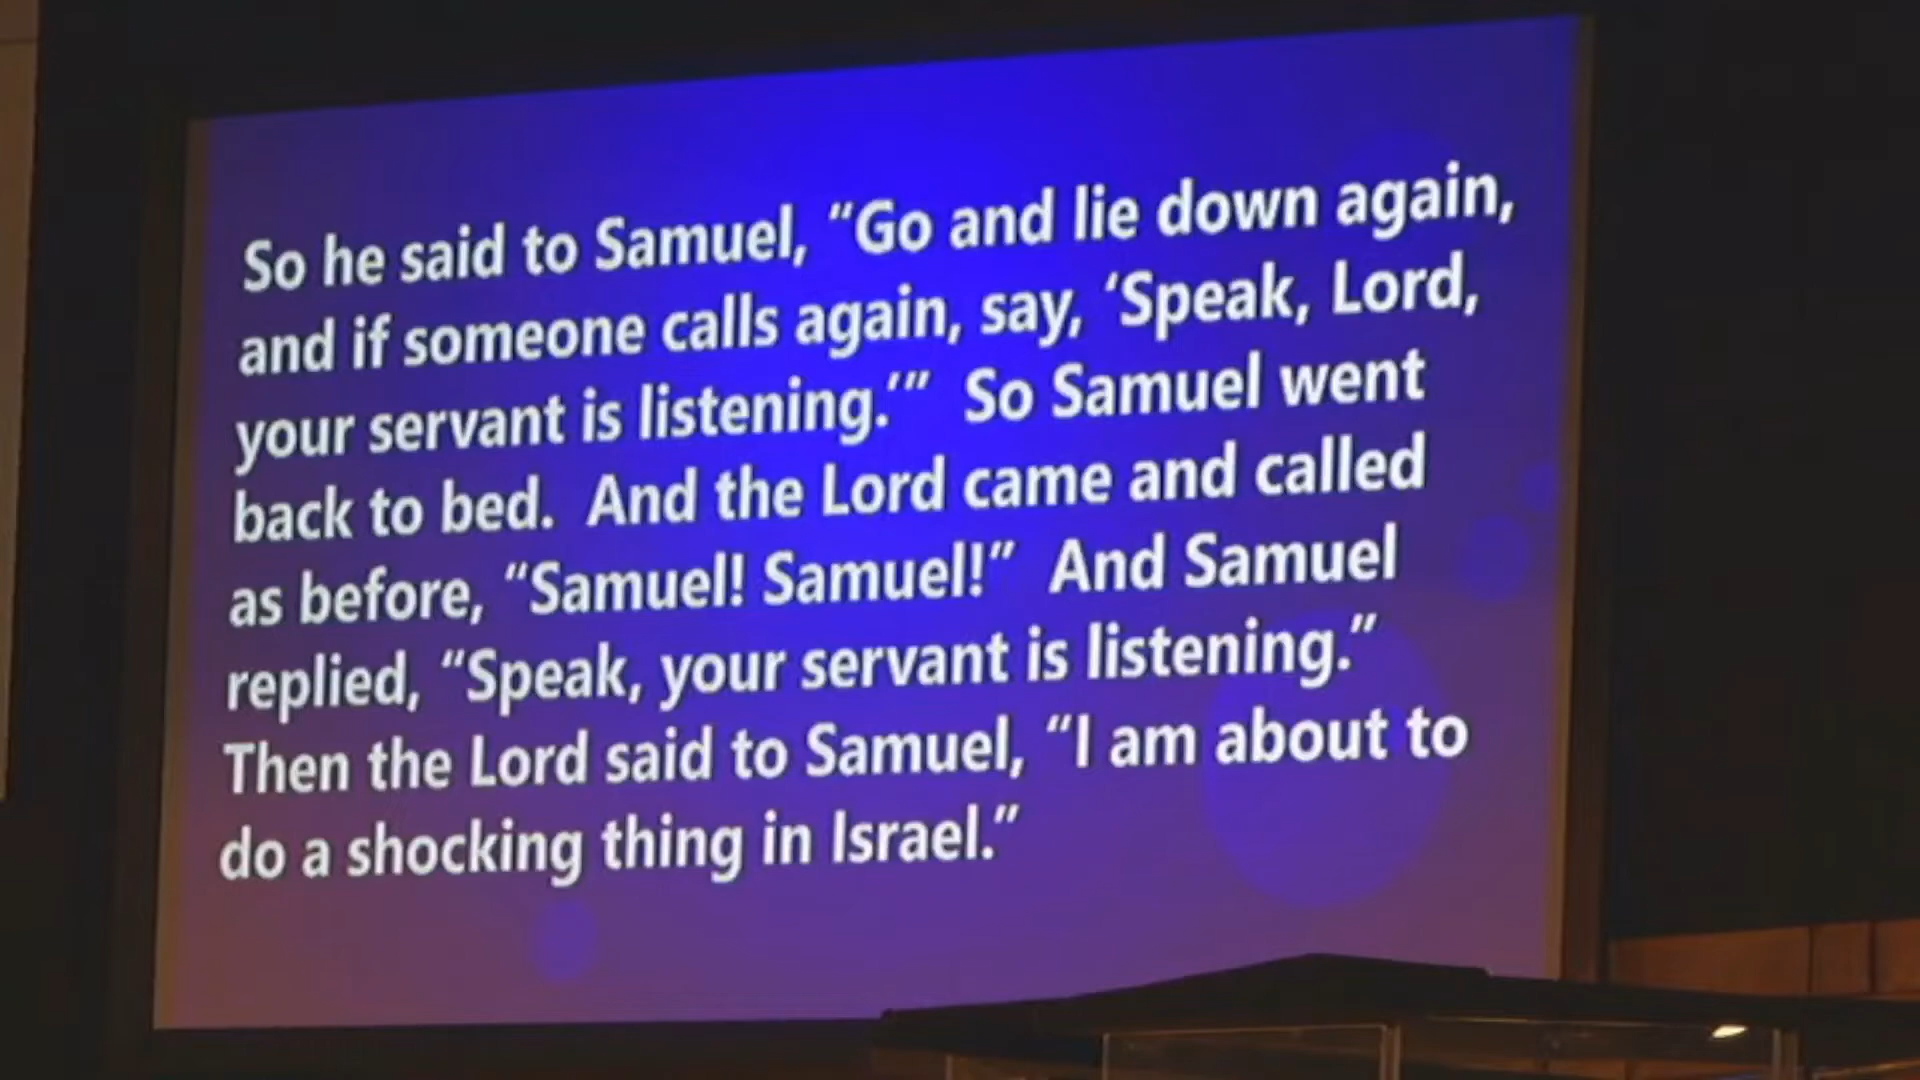 So he said to Samuel, “Go and lie down again,
and if someone calls again, say, ‘Speak, Lord,
your servant is listening.’”  So Samuel went
back to bed.  And the Lord came and called
as before, “Samuel! Samuel!”  And Samuel
replied, “Speak, your servant is listening.”
Then the Lord said to Samuel, “I am about to
do a shocking thing in Israel.”